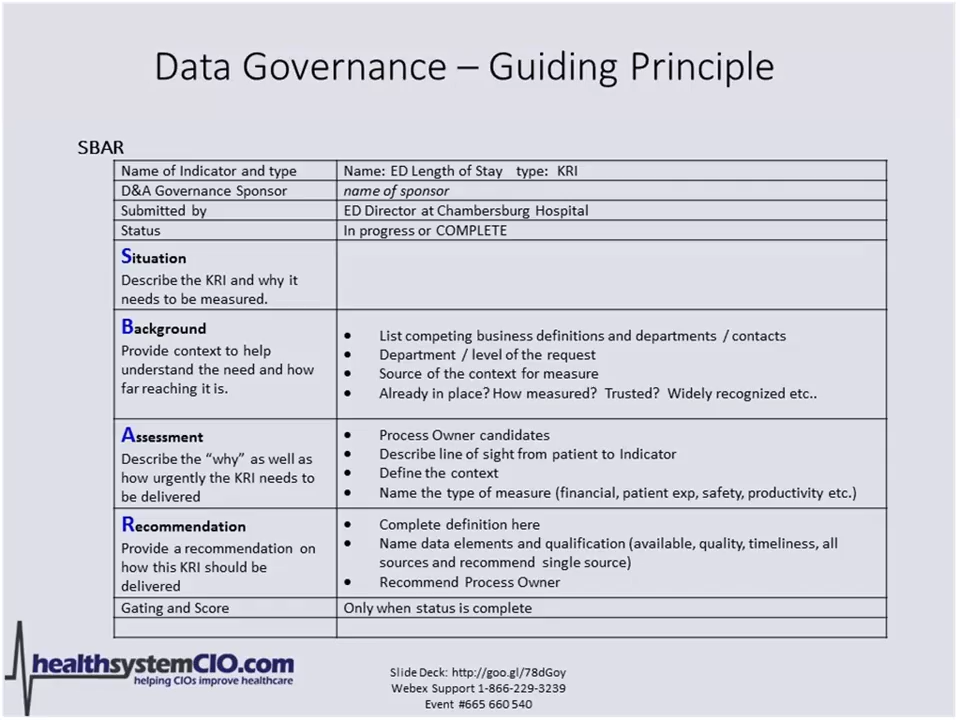 Data Governance – Guiding Principle
SBAR
Name of Indicator and type
Name: ED Length of Stay type: KRI
D&A Governance Sponsor
name of sponsor
Submitted by
ED Director at Chambersburg Hospital
Status
In progress or COMPLETE
Situation
Describe the KRI and why it
needs to be measured.
Background
Provide context to help
understand the need and how
far reaching it is.
• List competing business definitions and departments / contacts
• Department / level of the request
• Source of the context for measure
• Already in place? How measured? Trusted? Widely recognized etc..
Assessment
Describe the “why” as well as
how urgently the KRI needs to
be delivered
• Process Owner candidates
• Describe line of sight from patient to Indicator
• Define the context
• Name the type of measure (financial, patient exp, safety, productivity etc.)
Recommendation
Provide a recommendation on
how this KRI should be
delivered
• Complete definition here
• Name data elements and qualification (available, quality, timeliness, all
sources and recommend single source)
• Recommend Process Owner
Gating and Score
Only when status is complete
healthsystemCIO.com
helping CIOs improve healthcare
Slide Deck: http://goo.gl/78dGoy
Webex Support 1-866-229-3239
Event #665 660 540